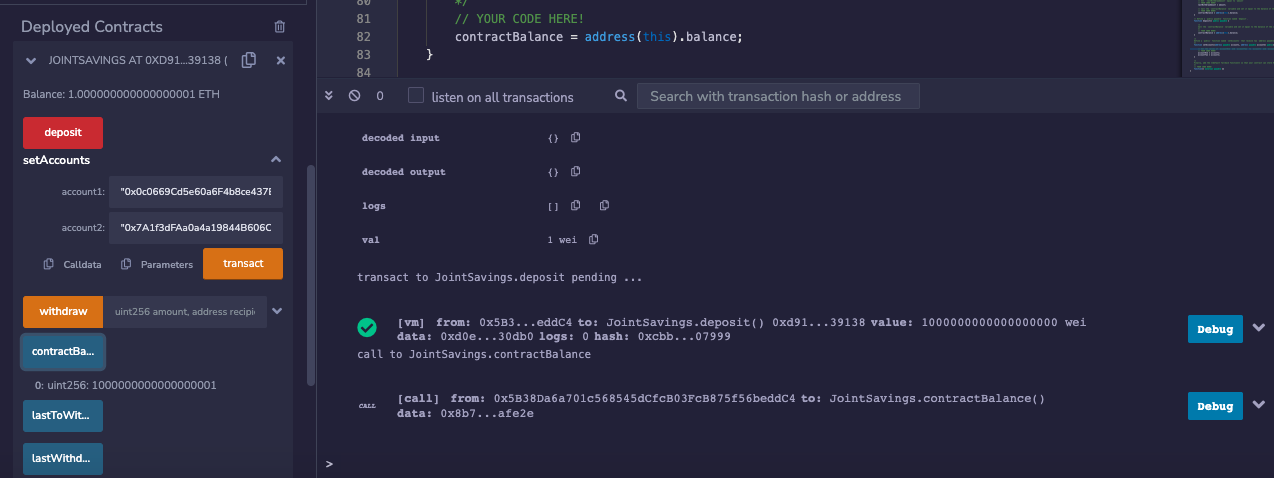 Deployed Contracts
JOINTSAVINGS AT 0XD91...39138 (
Balance: 1.000000000000000001 ETH
deposit
setAccounts
account1: "0x0c0669Cd5e60a6F4b8ce437E
account2: "0x7A1f3dFAa0a4a19844B606C
Calldata Parameters transact
withdraw uint256 amount, address recipie
contractBa...
0: uint256: 1000000000000000001
lastToWit...
lastWithd...
80 */
81 // YOUR CODE HERE!
82 contractBalance = address(this).balance;
83 }
84
0 listen on all transactions Search with transaction hash or address
decoded input {}
decoded output {}
logs []
val 1 wei
transact to JointSavings.deposit pending ...
[vm] from: 0x5B3...eddC4 to: JointSavings.deposit() 0xd91...39138 value: 1000000000000000000 wei
data: 0xd0e...30db0 logs: 0 hash: 0xcbb...07999
Debug
call to JointSavings.contractBalance
CALL [call] from: 0x5B38Da6a701c568545dCfcB03FcB875f56beddC4 to: JointSavings.contractBalance()
data: 0x8b7...afe2e
Debug
>